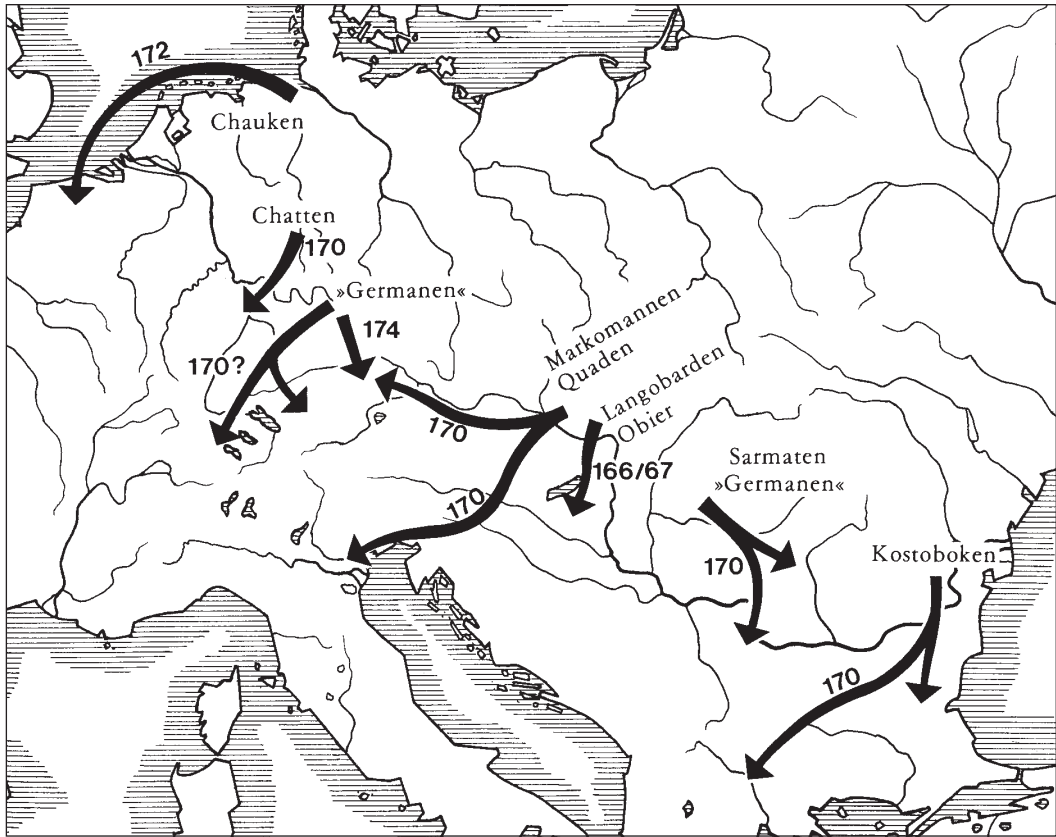 172
Chauken
Chatten
170
»Germanen«
174
170?
Markomannen
Quaden
Langobarden
Obier
170
166/67
170
Sarmaten
»Germanen«
170
Kostoboken
170